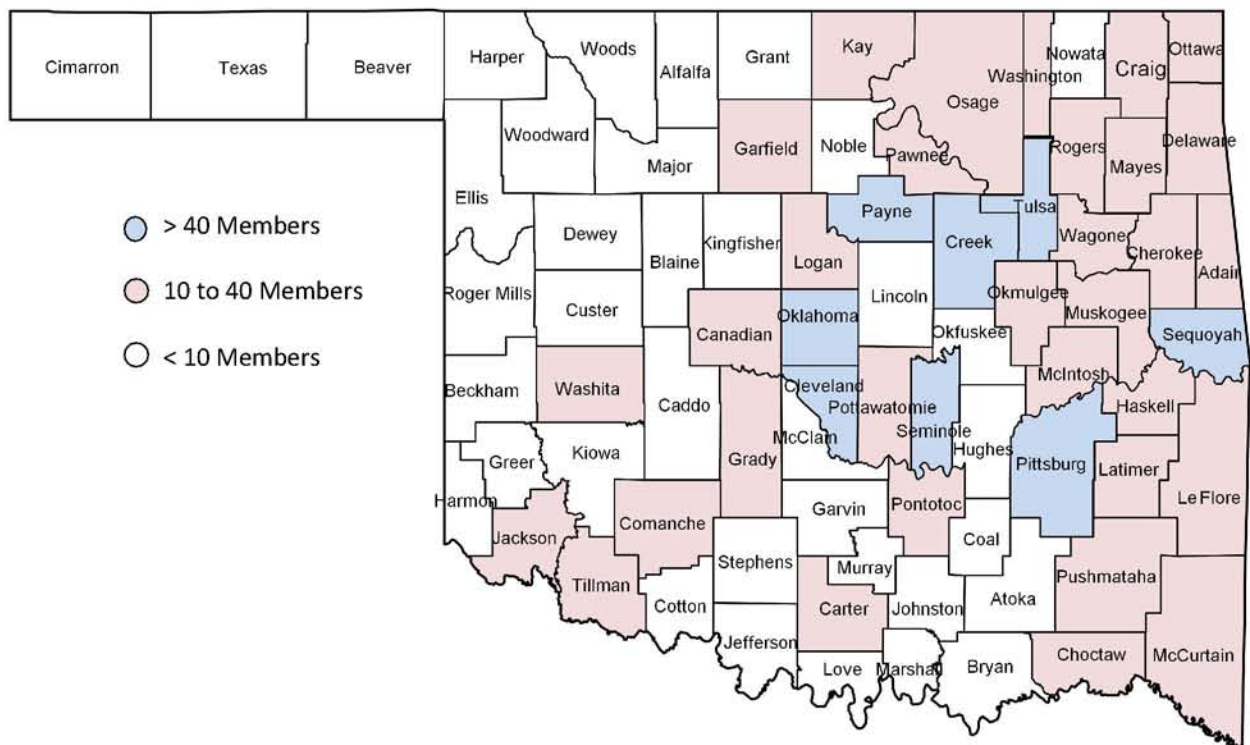 Cimarron
Texas
Beaver
Harper
Woods
Alfalfa
Grant
Kay
Osage
Washington
Nowata
Craig
Ottawa
Woodward
Major
Garfield
Noble
Pawnee
Rogers
Mayes
Delaware
Ellis
Dewey
Blaine
Kingfisher
Logan
Payne
Creek
Tulsa
Wagone
Cherokee
Adair
> 40 Members
10 to 40 Members
< 10 Members
Roger Mills
Custer
Canadian
Oklahoma
Lincoln
Okfuskee
Okmulgee
Muskogee
Sequoyah
Beckham
Washita
Caddo
Grady
Cleveland
McClain
Pottawatomie
Seminole
Hughes
McIntosh
Pittsburg
Haskell
Latimer
Le Flore
Greer
Kiowa
Harmon
Jackson
Comanche
Tillman
Cotton
Stephens
Garvin
Pontotoc
Coal
Murray
Carter
Johnston
Atoka
Pushmataha
Jefferson
Love
Marshall
Bryan
Choctaw
McCurtain